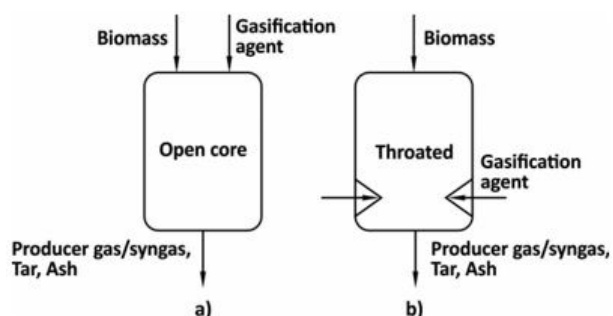 Biomass
Gasification
agent
Open core
Producer gas/syngas,
Tar, Ash
a)
Biomass
Throated
Gasification
agent
Producer gas/syngas,
Tar, Ash
b)